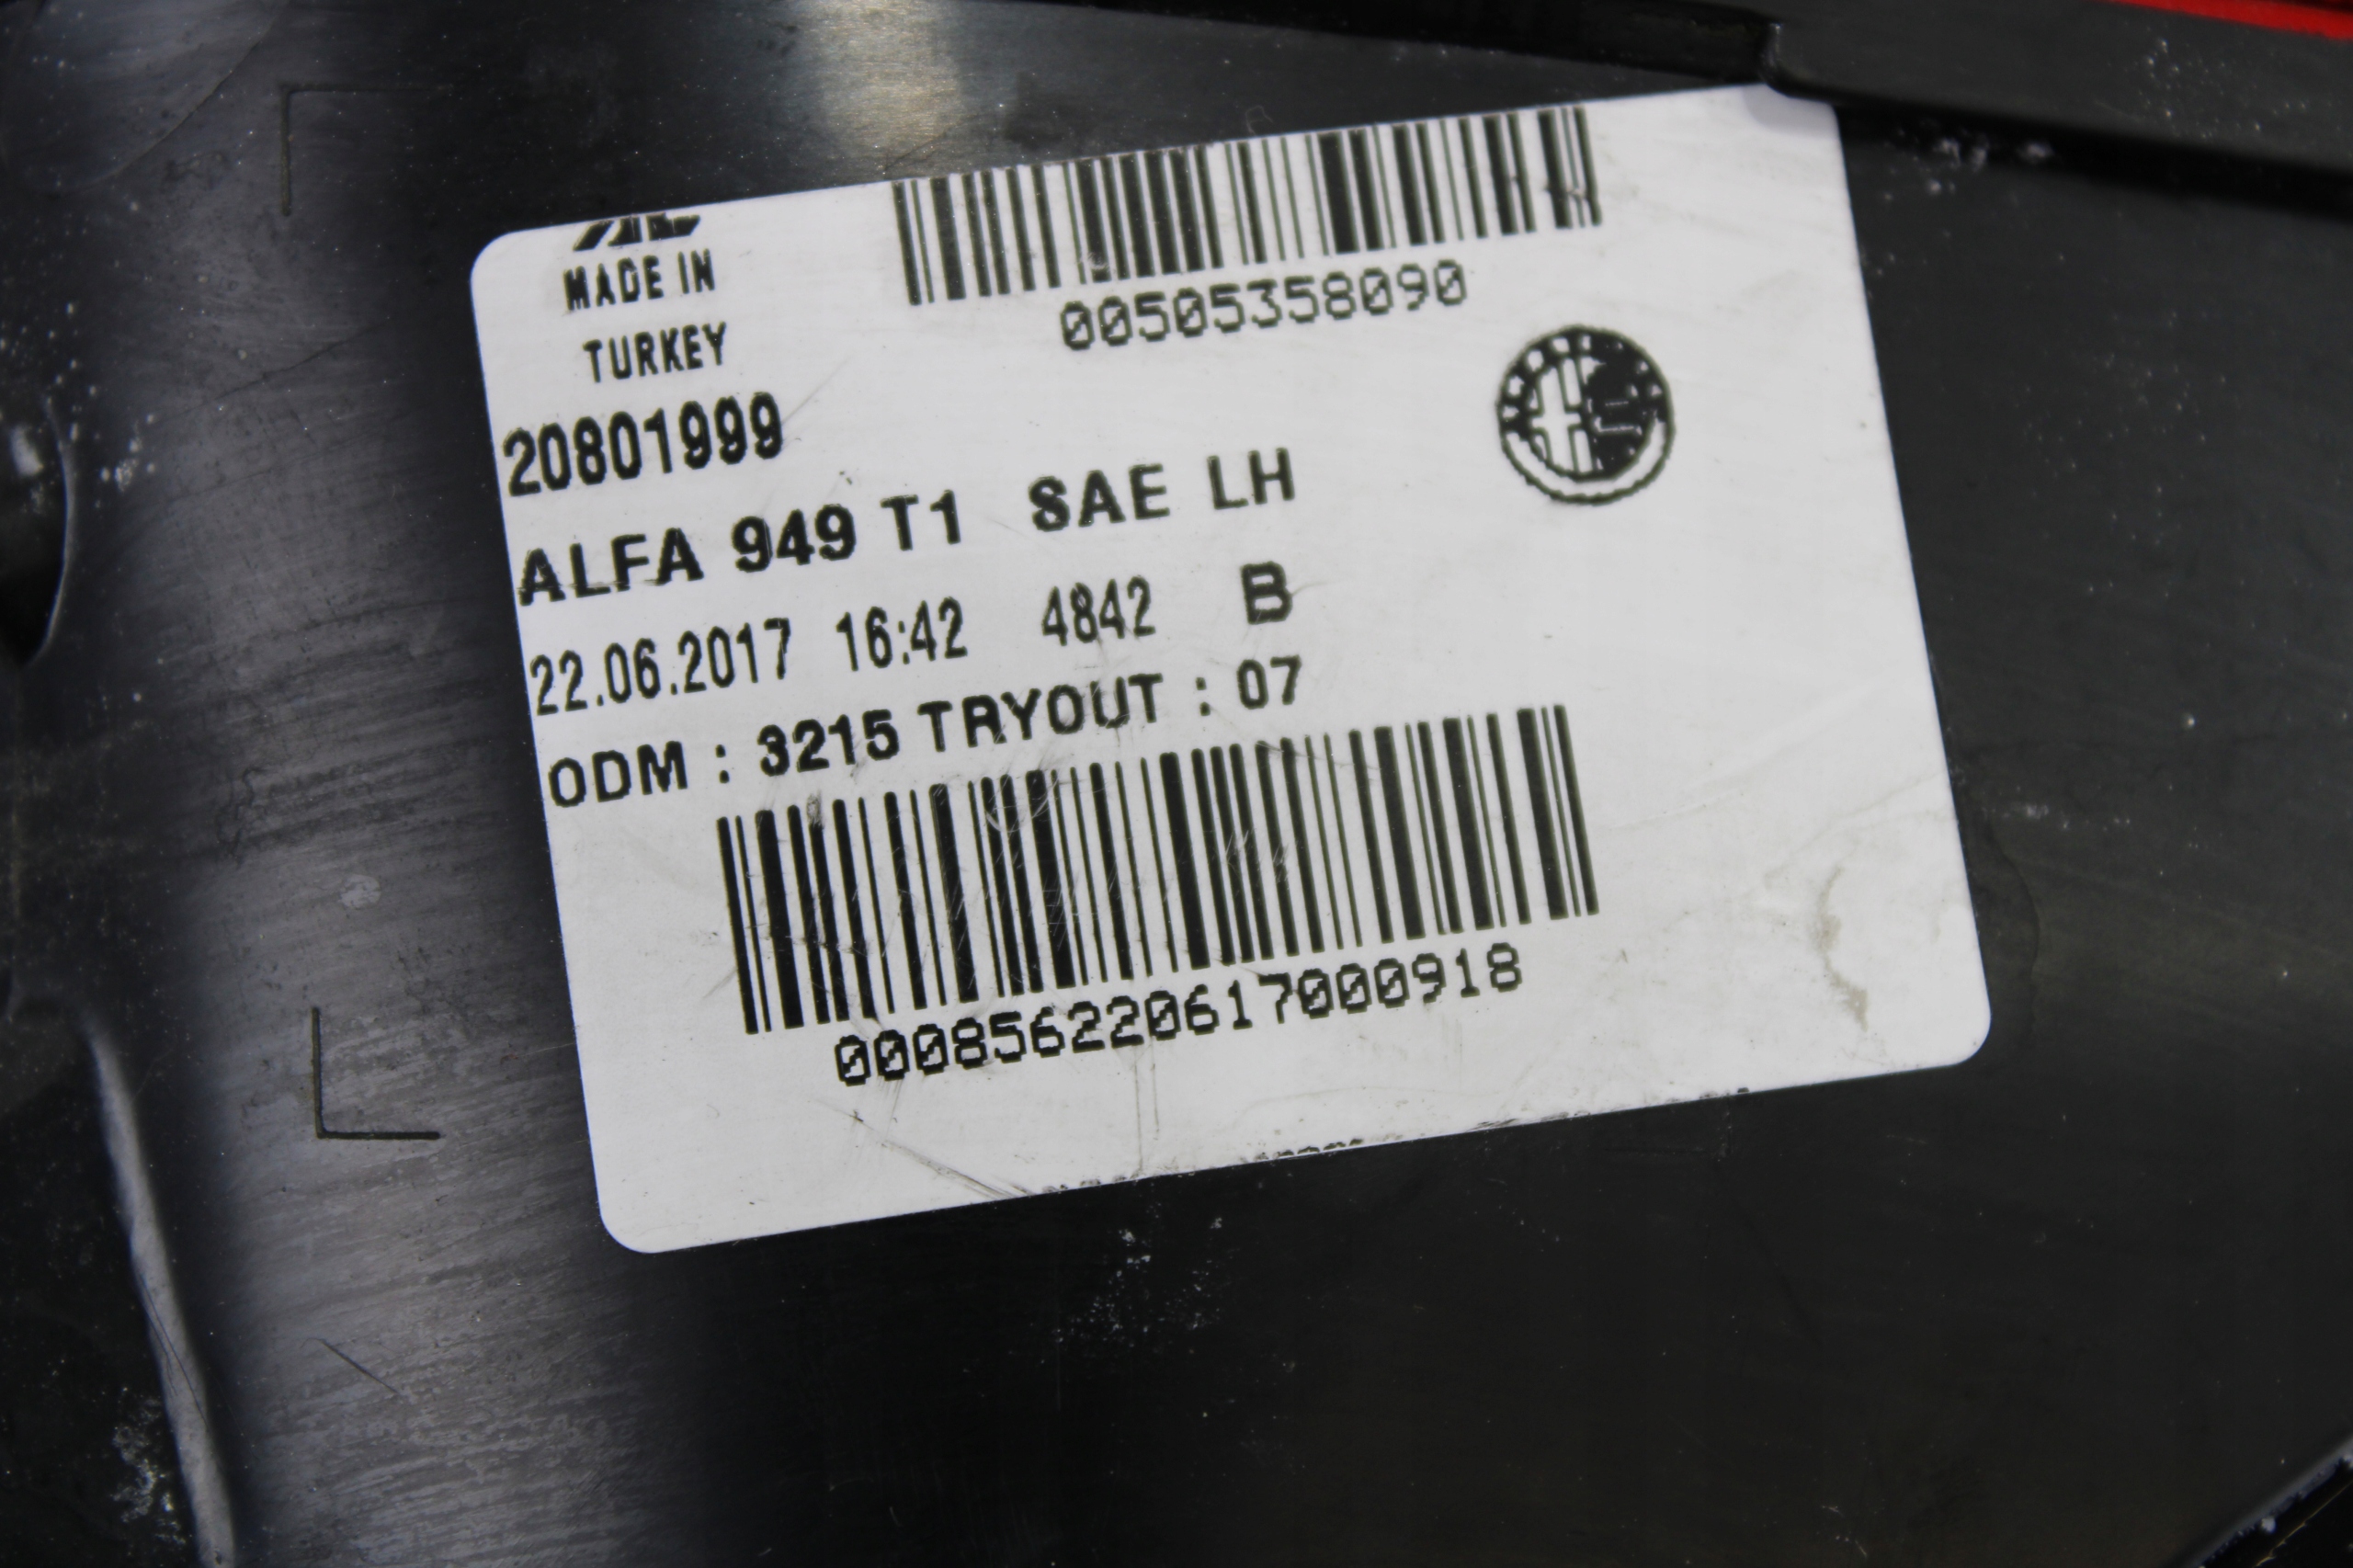 MADE IN
TURKEY
00505358090
20801999
ALFA 949 T1 SAE LH
22.06.2017 16:42 4842 B
ODM : 3215 TRYOUT : 07
000856220617000918